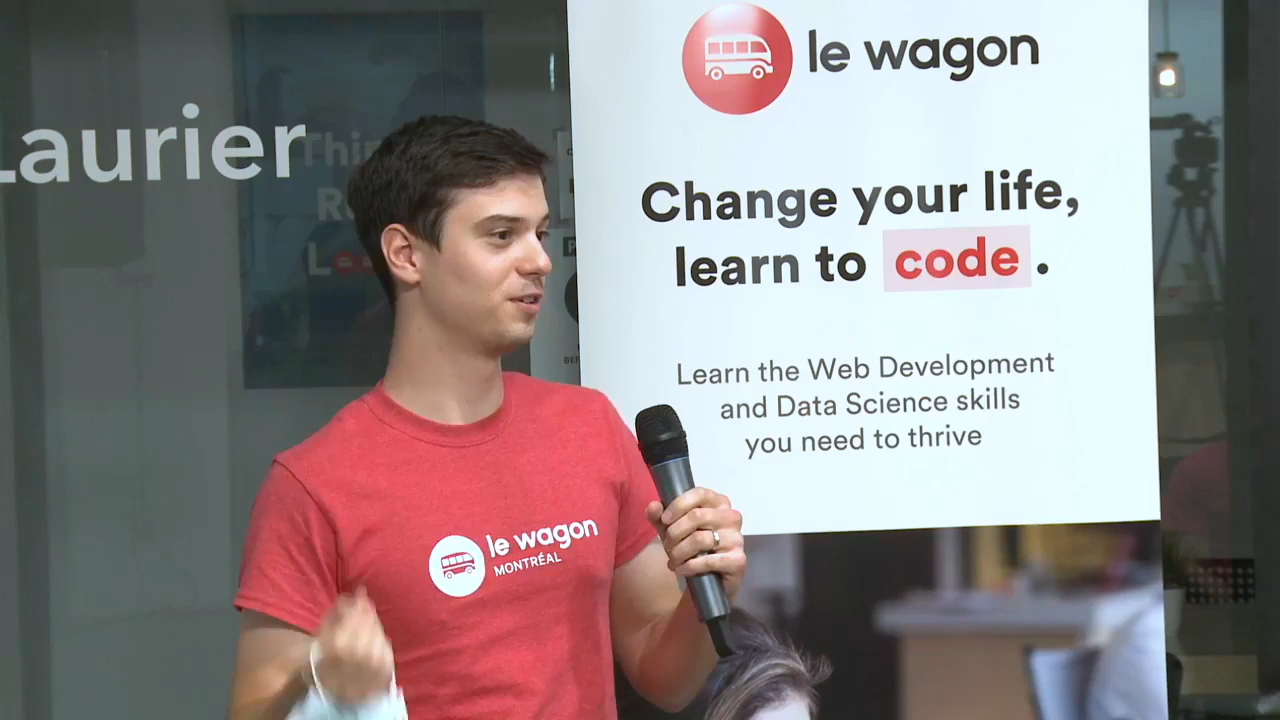 le wagon
Change your life,
learn to code.
Learn the Web Development
and Data Science skills
you need to thrive
Laurier
le wagon
MONTRÉAL